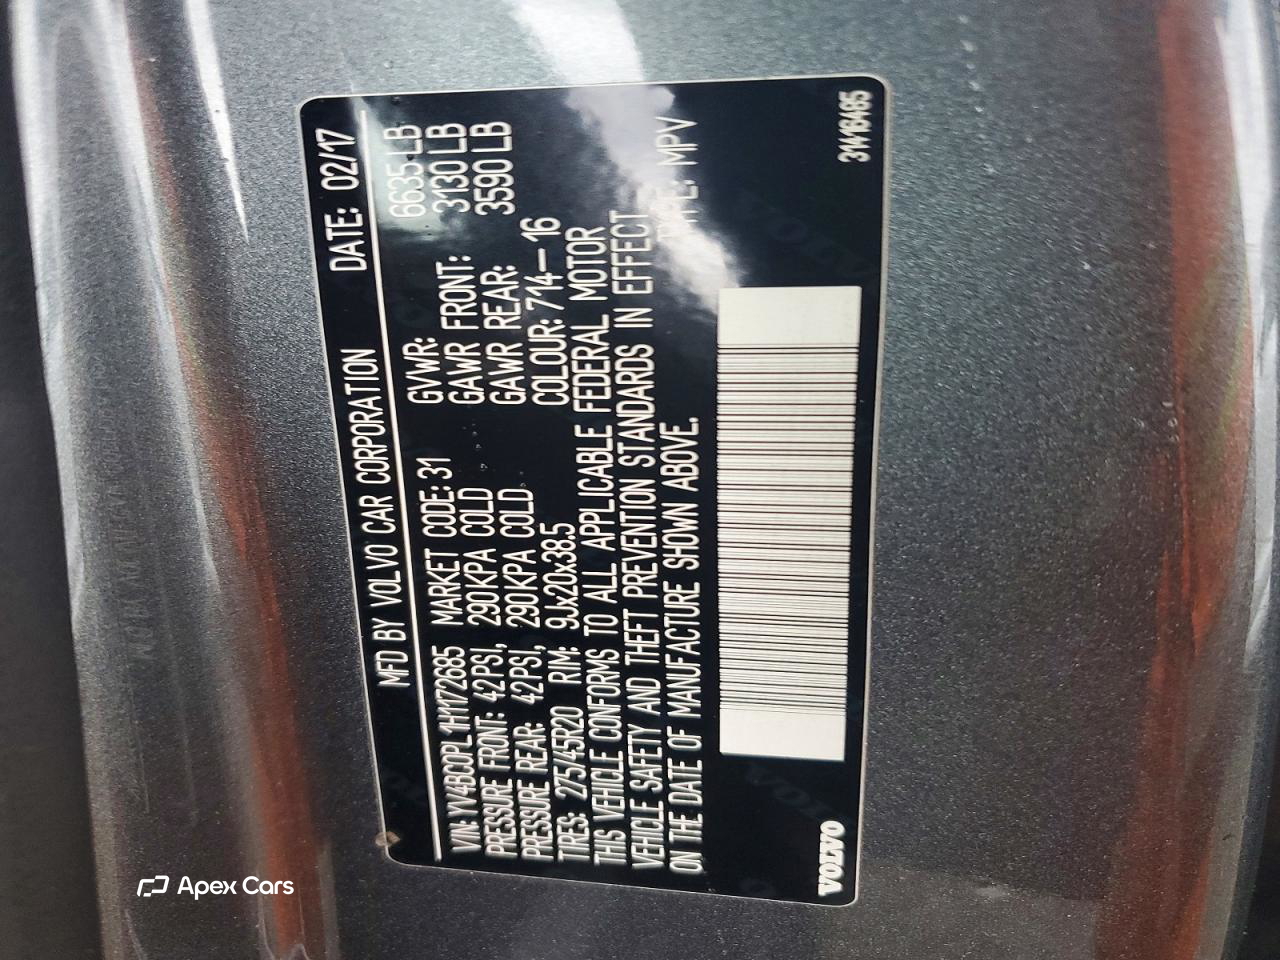 MFD BY VOLVO CAR CORPORATION DATE: 02/17
VIN: YV4BC0PL1H1172685 MARKET CODE: 31 GVWR: 6635 LB
PRESSURE FRONT: 42PSI, 290KPA COLD GAWR FRONT: 3130 LB
PRESSURE REAR: 42PSI, 290KPA COLD GAWR REAR: 3590 LB
TIRES: 275/45R20 RIM: 9Jx20x38.5 COLOUR: 714-16
THIS VEHICLE CONFORMS TO ALL APPLICABLE FEDERAL MOTOR
VEHICLE SAFETY AND THEFT PREVENTION STANDARDS IN EFFECT
ON THE DATE OF MANUFACTURE SHOWN ABOVE. TYPE: MPV
VOLVO 31416485
Apex Cars